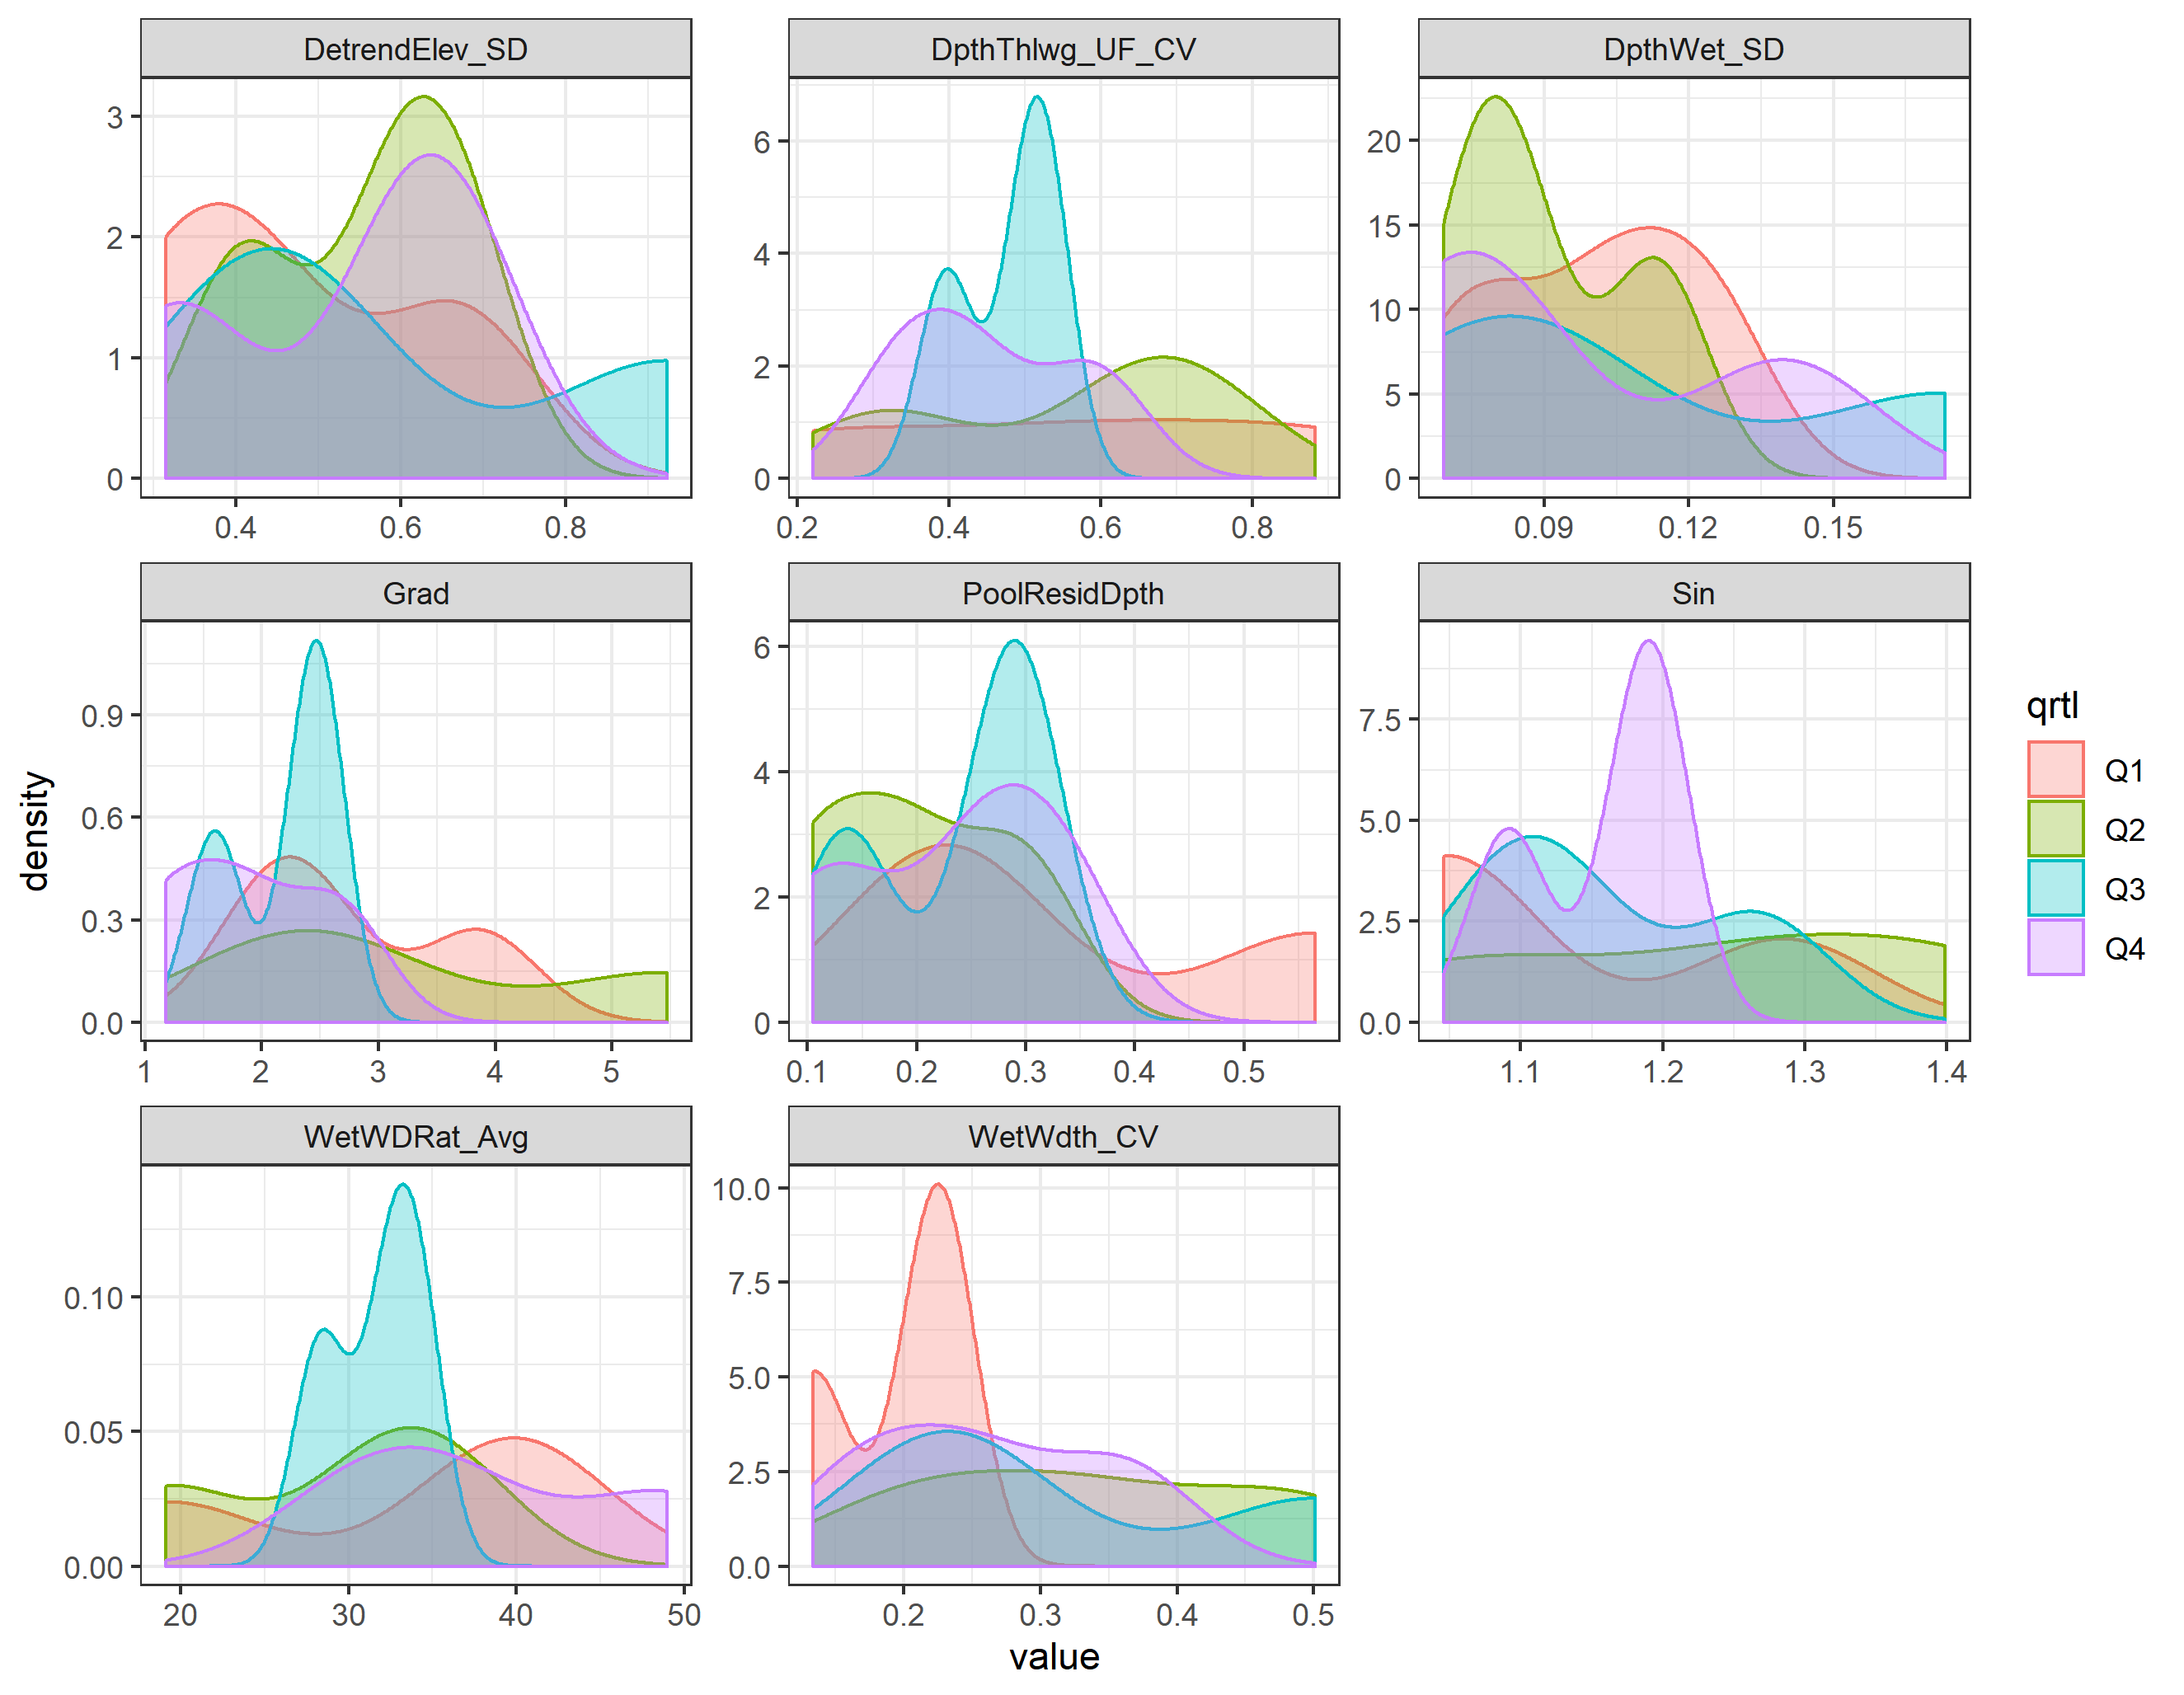 DetrendElev_SD
DpthThlwg_UF_CV
DpthWet_SD
3
2
1
0
0.4 0.6 0.8
6
4
2
0
0.2 0.4 0.6 0.8
20
15
10
5
0
0.09 0.12 0.15
Grad
PoolResidDpth
Sin
0.9
0.6
0.3
0.0
1 2 3 4 5
6
4
2
0
0.1 0.2 0.3 0.4 0.5
7.5
5.0
2.5
0.0
1.1 1.2 1.3 1.4
WetWDRat_Avg
WetWdth_CV
0.10
0.05
0.00
20 30 40 50
10.0
7.5
5.0
2.5
0.0
0.2 0.3 0.4 0.5
density
value
qrtl
Q1
Q2
Q3
Q4